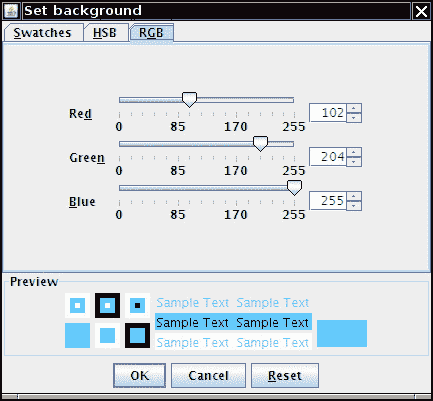 Set background
Swatches HSB RGB
Red 102
0 85 170 255
Green 204
0 85 170 255
Blue 255
0 85 170 255
Preview
Sample Text Sample Text
Sample Text Sample Text
Sample Text Sample Text
OK Cancel Reset